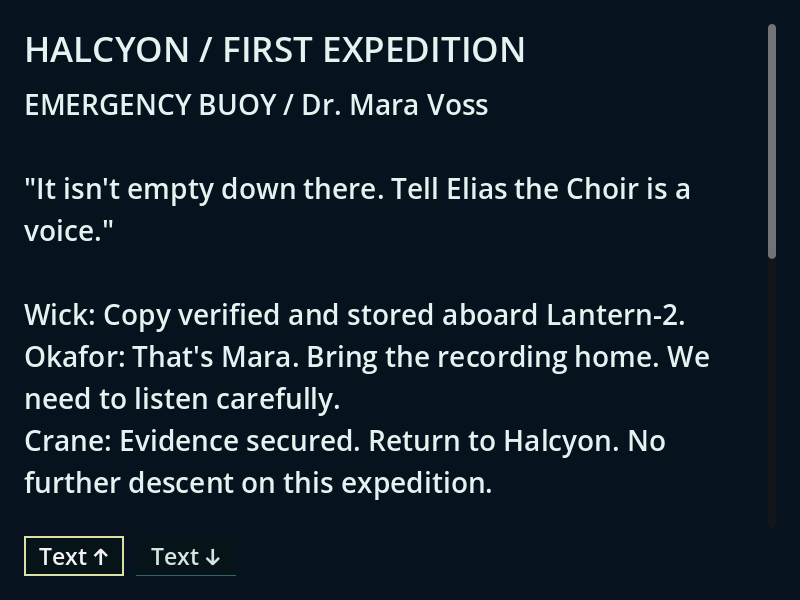 HALCYON / FIRST EXPEDITION
EMERGENCY BUOY / Dr. Mara Voss
"It isn't empty down there. Tell Elias the Choir is a
voice."
Wick: Copy verified and stored aboard Lantern-2.
Okafor: That's Mara. Bring the recording home. We
need to listen carefully.
Crane: Evidence secured. Return to Halcyon. No
further descent on this expedition.
Text ↑
Text ↓